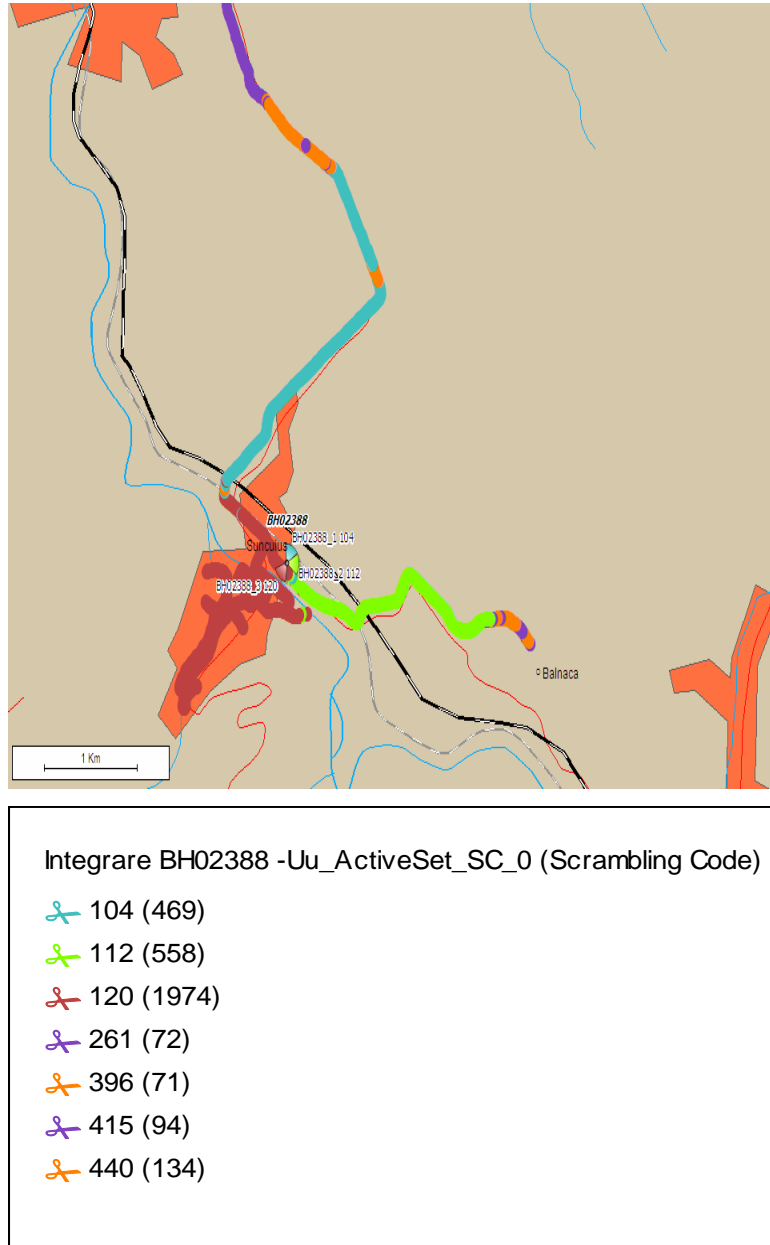 BH02388
BH02388_1 104
Suncuius
BH02388_2 112
BH02388_3 120
Balnaca
1 Km
Integrare BH02388 -Uu_ActiveSet_SC_0 (Scrambling Code)
104 (469)
112 (558)
120 (1974)
261 (72)
396 (71)
415 (94)
440 (134)